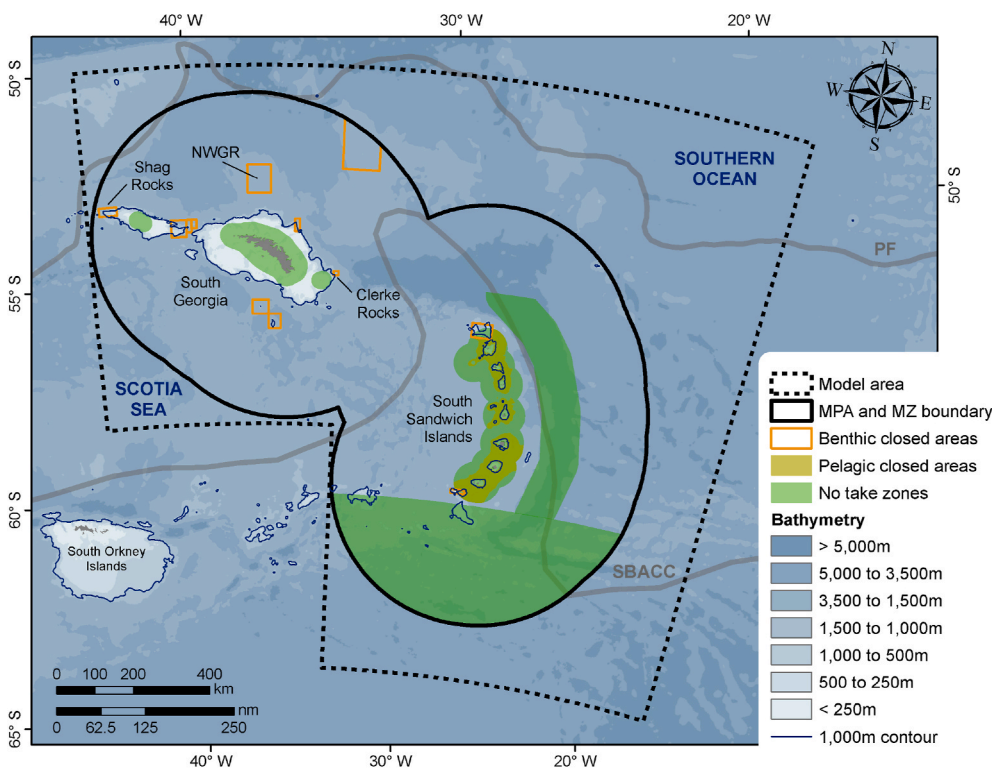 40° W
30° W
20° W
50° S
N
W
E
S
NWGR
SOUTHERN
OCEAN
Shag
Rocks
50° S
PF
South
Georgia
Clerke
Rocks
55° S
SCOTIA
SEA
South
Sandwich
Islands
60° S
South Orkney
Islands
SBACC
Model area
MPA and MZ boundary
Benthic closed areas
Pelagic closed areas
No take zones
Bathymetry
> 5,000m
5,000 to 3,500m
3,500 to 1,500m
1,500 to 1,000m
1,000 to 500m
500 to 250m
< 250m
1,000m contour
0 100 200 400
km
nm
0 62.5 125 250
65° S
40° W
30° W
20° W